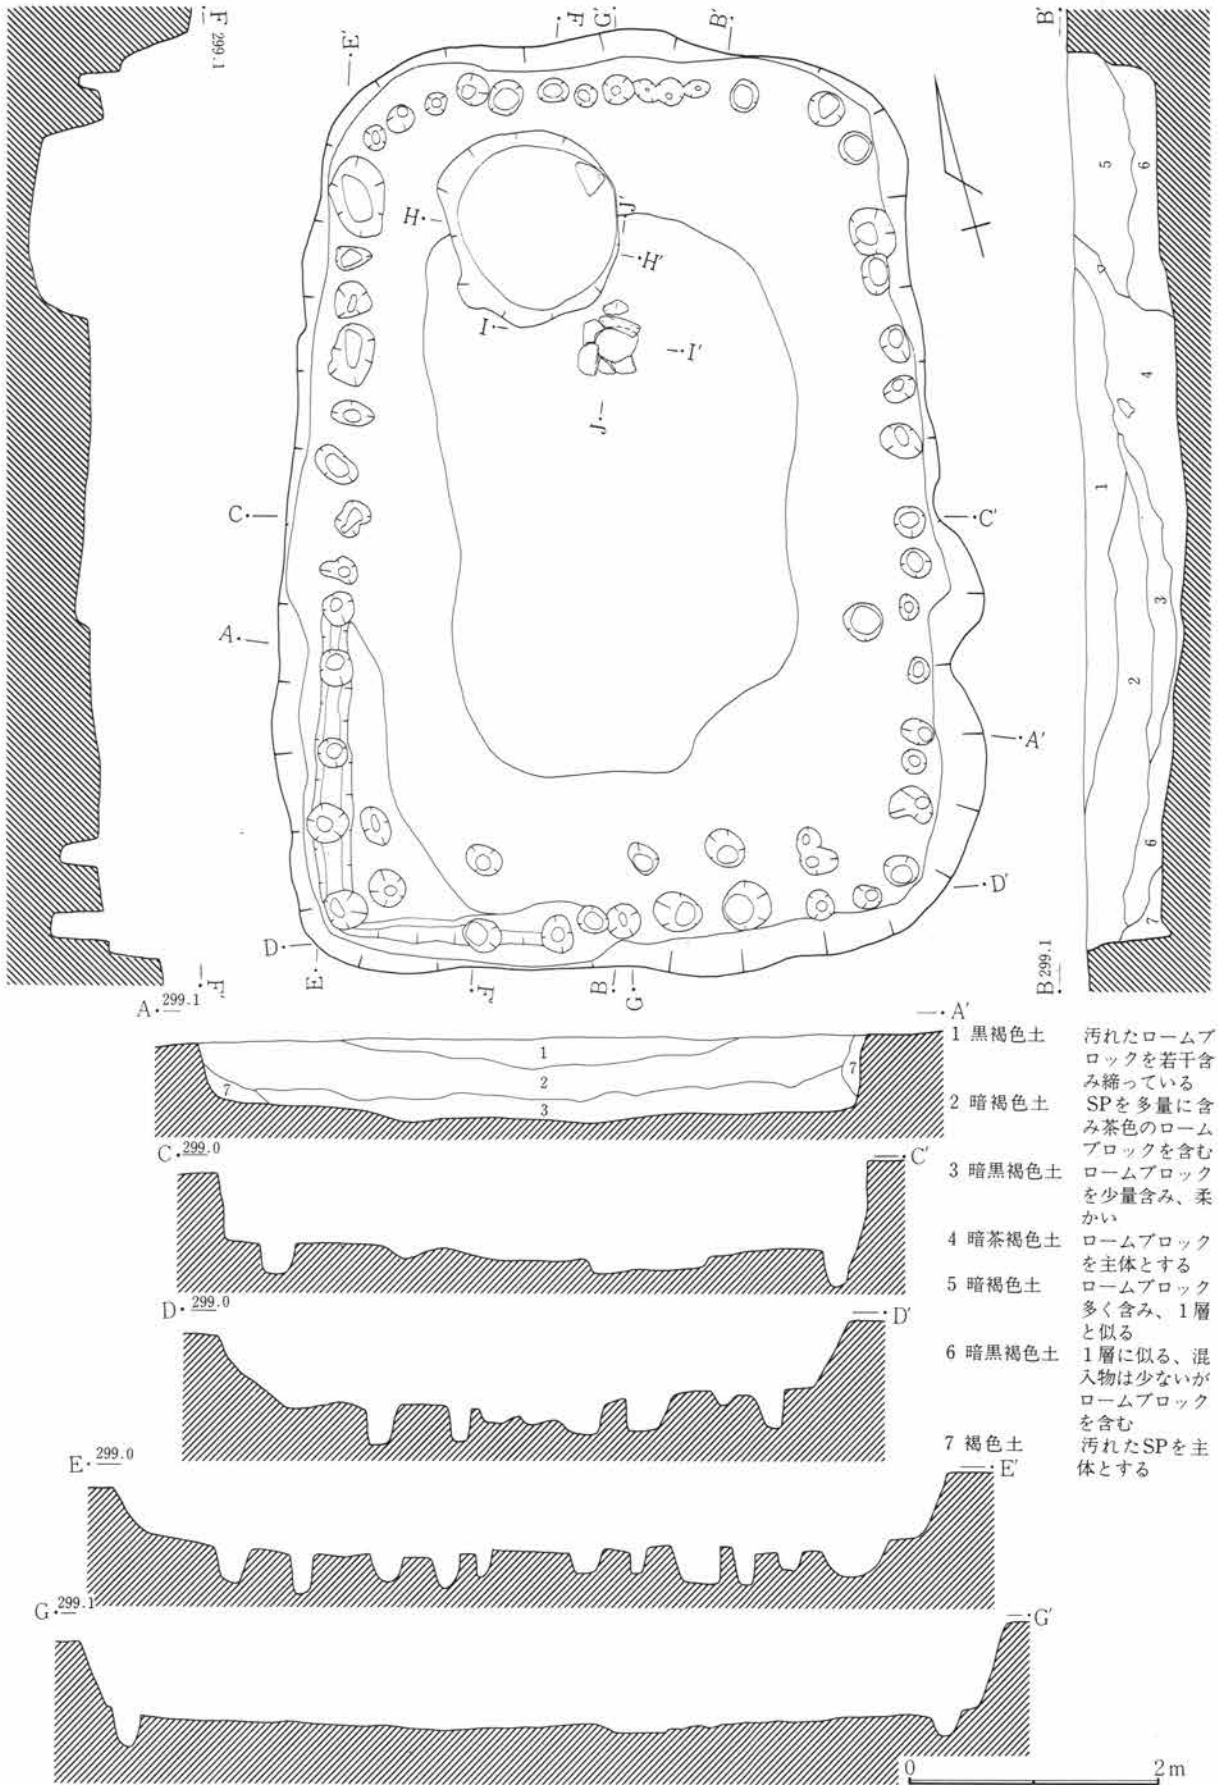 F 299.1
E′
F
G′
B′
B′
5
6
H
J′
H′
I
I′
J
4
1
C
C′
3
A
2
A′
6
7
D′
D
E
F′
F′
B
G
B 299.1
A 299.1
A′
1
2
3
7
7
C 299.0
C′
D 299.0
D′
E 299.0
E′
G 299.1
G′
1 黒褐色土 汚れたロームブ
ロックを若干含
み締っている
2 暗褐色土 SPを多量に含
み茶色のローム
ブロックを含む
3 暗黒褐色土 ロームブロック
を少量含み、柔
かい
4 暗茶褐色土 ロームブロック
を主体とする
5 暗褐色土 ロームブロック
多く含み、1層
と似る
6 暗黒褐色土 1層に似る、混
入物は少ないが
ロームブロック
を含む
7 褐色土 汚れたSPを主
体とする
0 2m